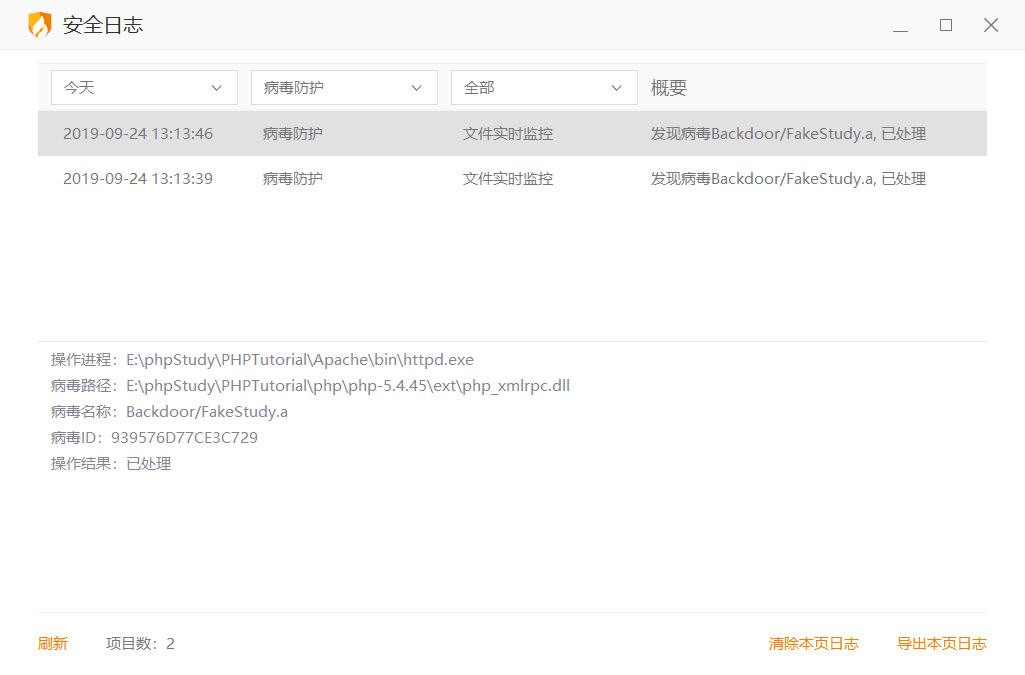 安全日志
今天 病毒防护 全部 概要
2019-09-24 13:13:46 病毒防护 文件实时监控 发现病毒Backdoor/FakeStudy.a, 已处理
2019-09-24 13:13:39 病毒防护 文件实时监控 发现病毒Backdoor/FakeStudy.a, 已处理
操作进程：E:\phpStudy\PHPTutorial\Apache\bin\httpd.exe
病毒路径：E:\phpStudy\PHPTutorial\php\php-5.4.45\ext\php_xmlrpc.dll
病毒名称：Backdoor/FakeStudy.a
病毒ID：939576D77CE3C729
操作结果：已处理
刷新 项目数：2 清除本页日志 导出本页日志